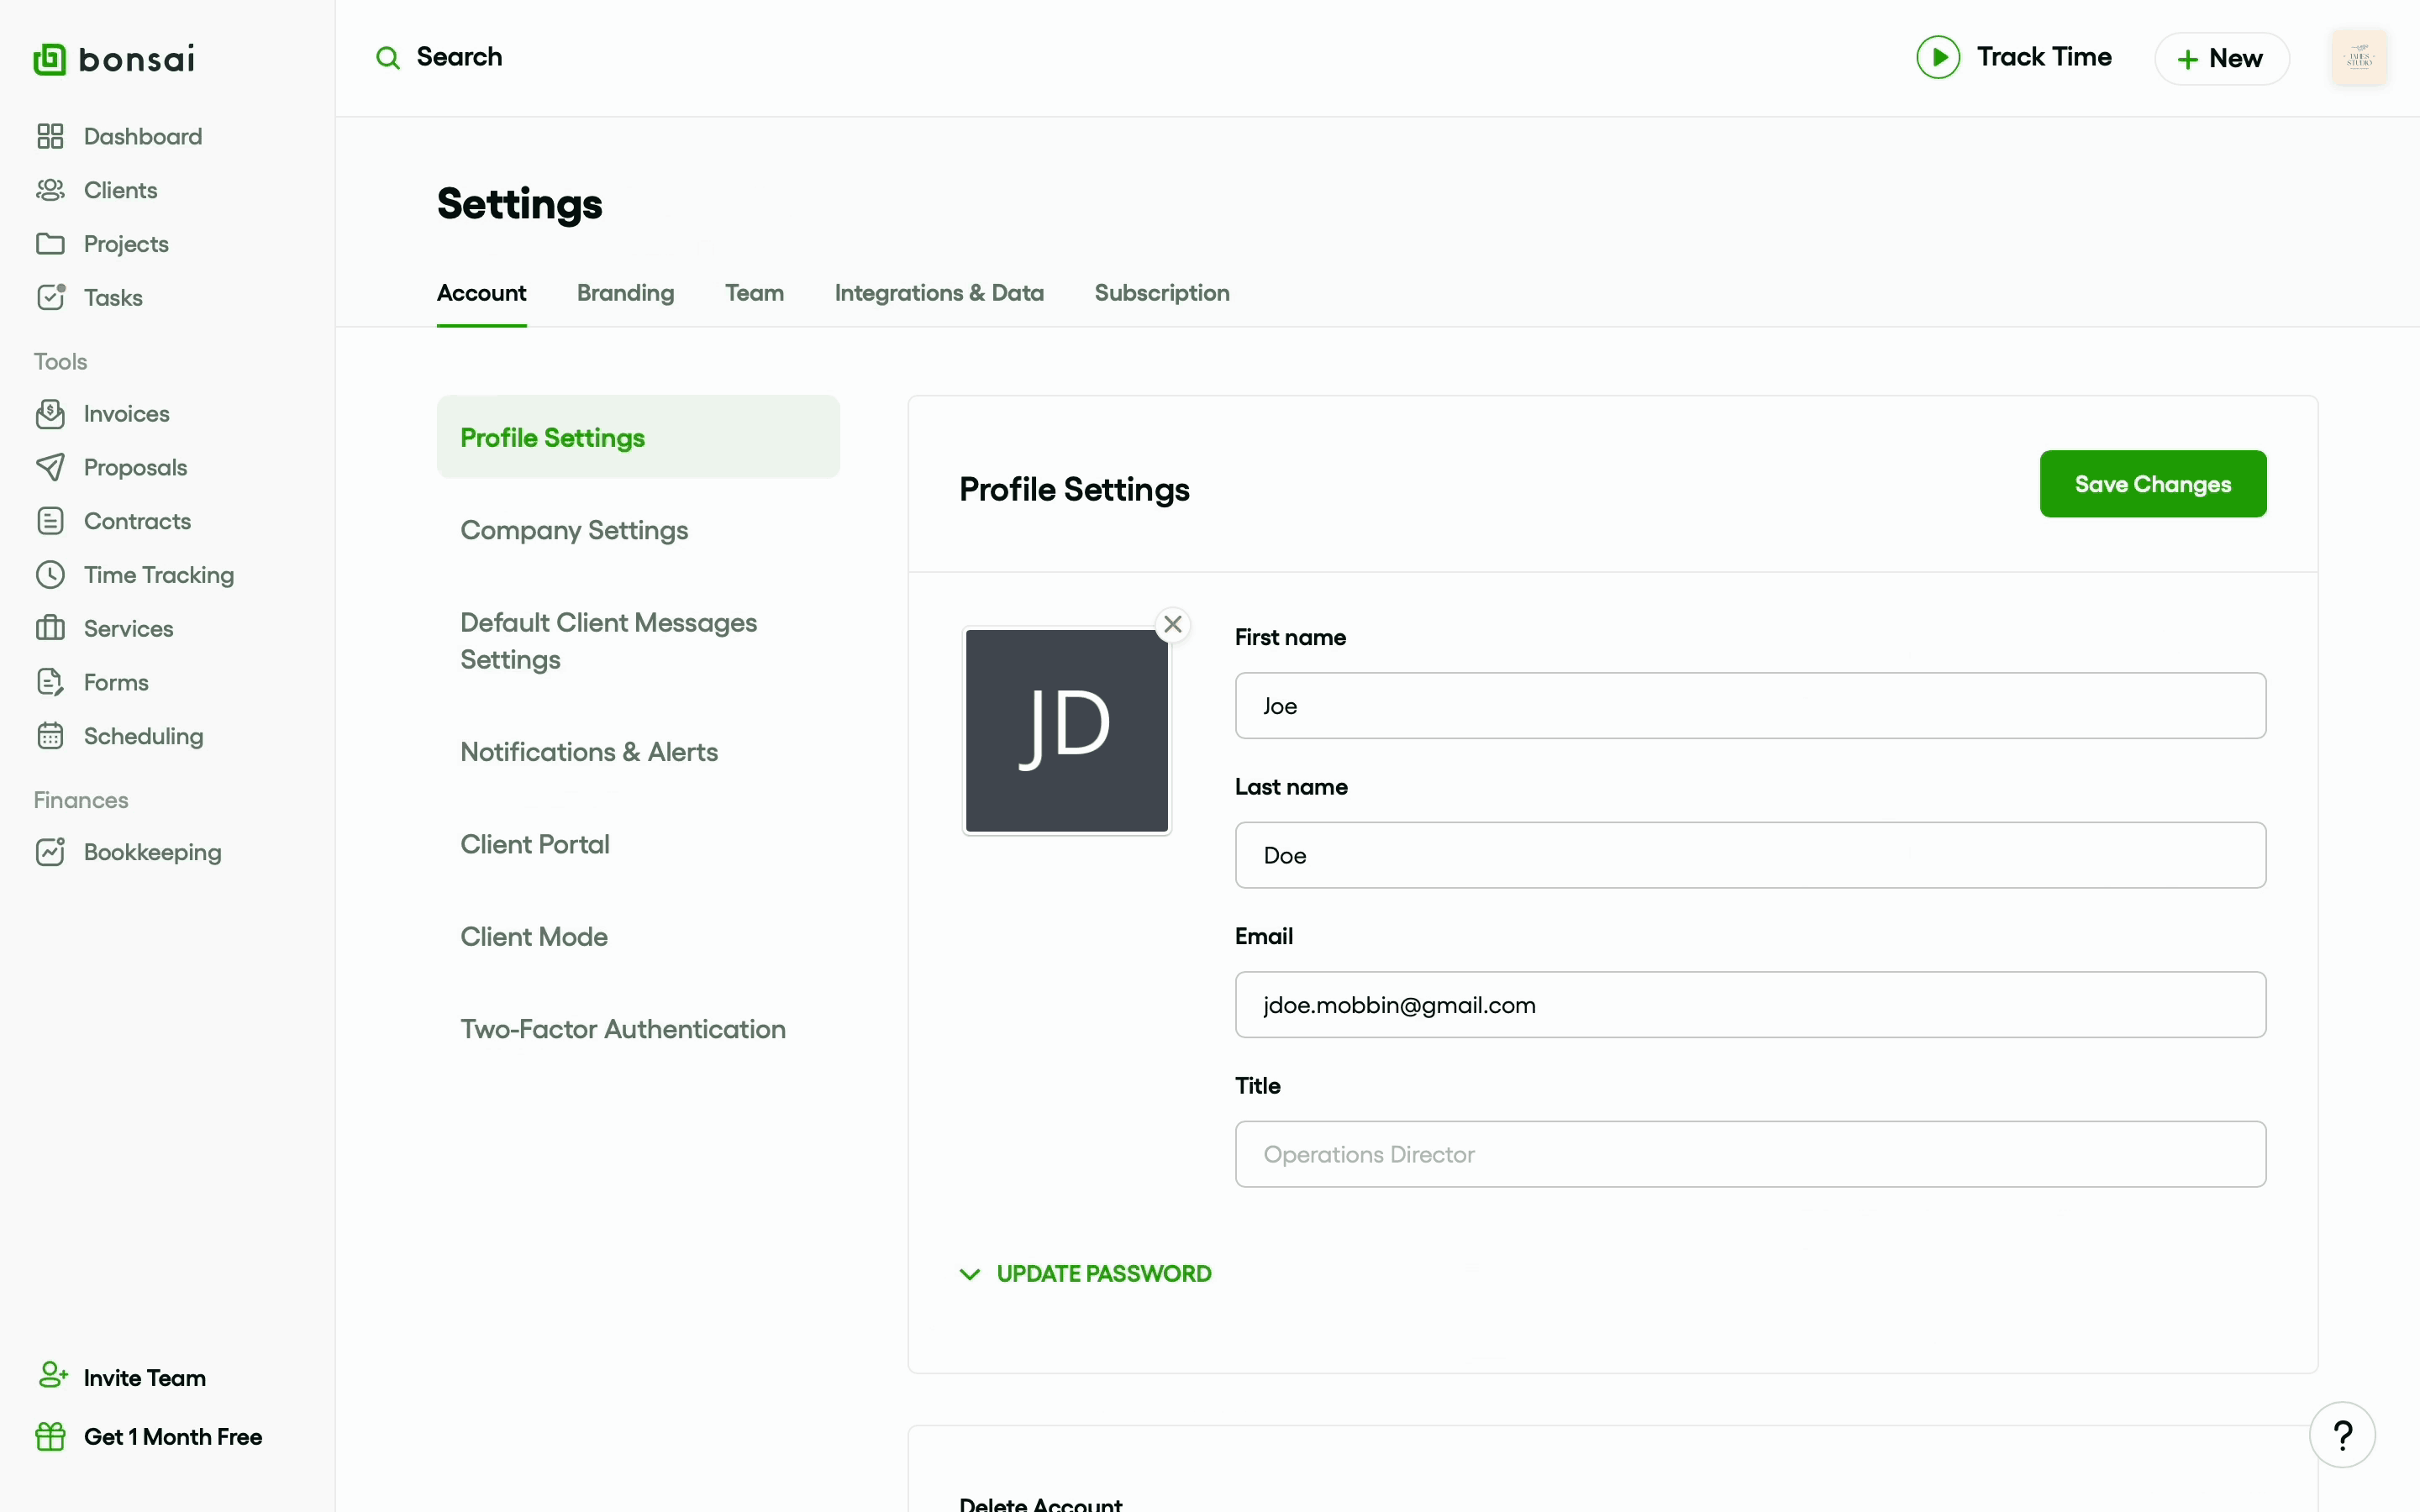 bonsai
Search
Track Time
New
JAMES
STUDIO
Dashboard
Clients
Projects
Tasks
Tools
Invoices
Proposals
Contracts
Time Tracking
Services
Forms
Scheduling
Finances
Bookkeeping
Invite Team
Get 1 Month Free
Settings
Account
Branding
Team
Integrations & Data
Subscription
Profile Settings
Company Settings
Default Client Messages
Settings
Notifications & Alerts
Client Portal
Client Mode
Two-Factor Authentication
Profile Settings
Save Changes
JD
First name
Joe
Last name
Doe
Email
jdoe.mobbin@gmail.com
Title
Operations Director
UPDATE PASSWORD
Delete Account
?